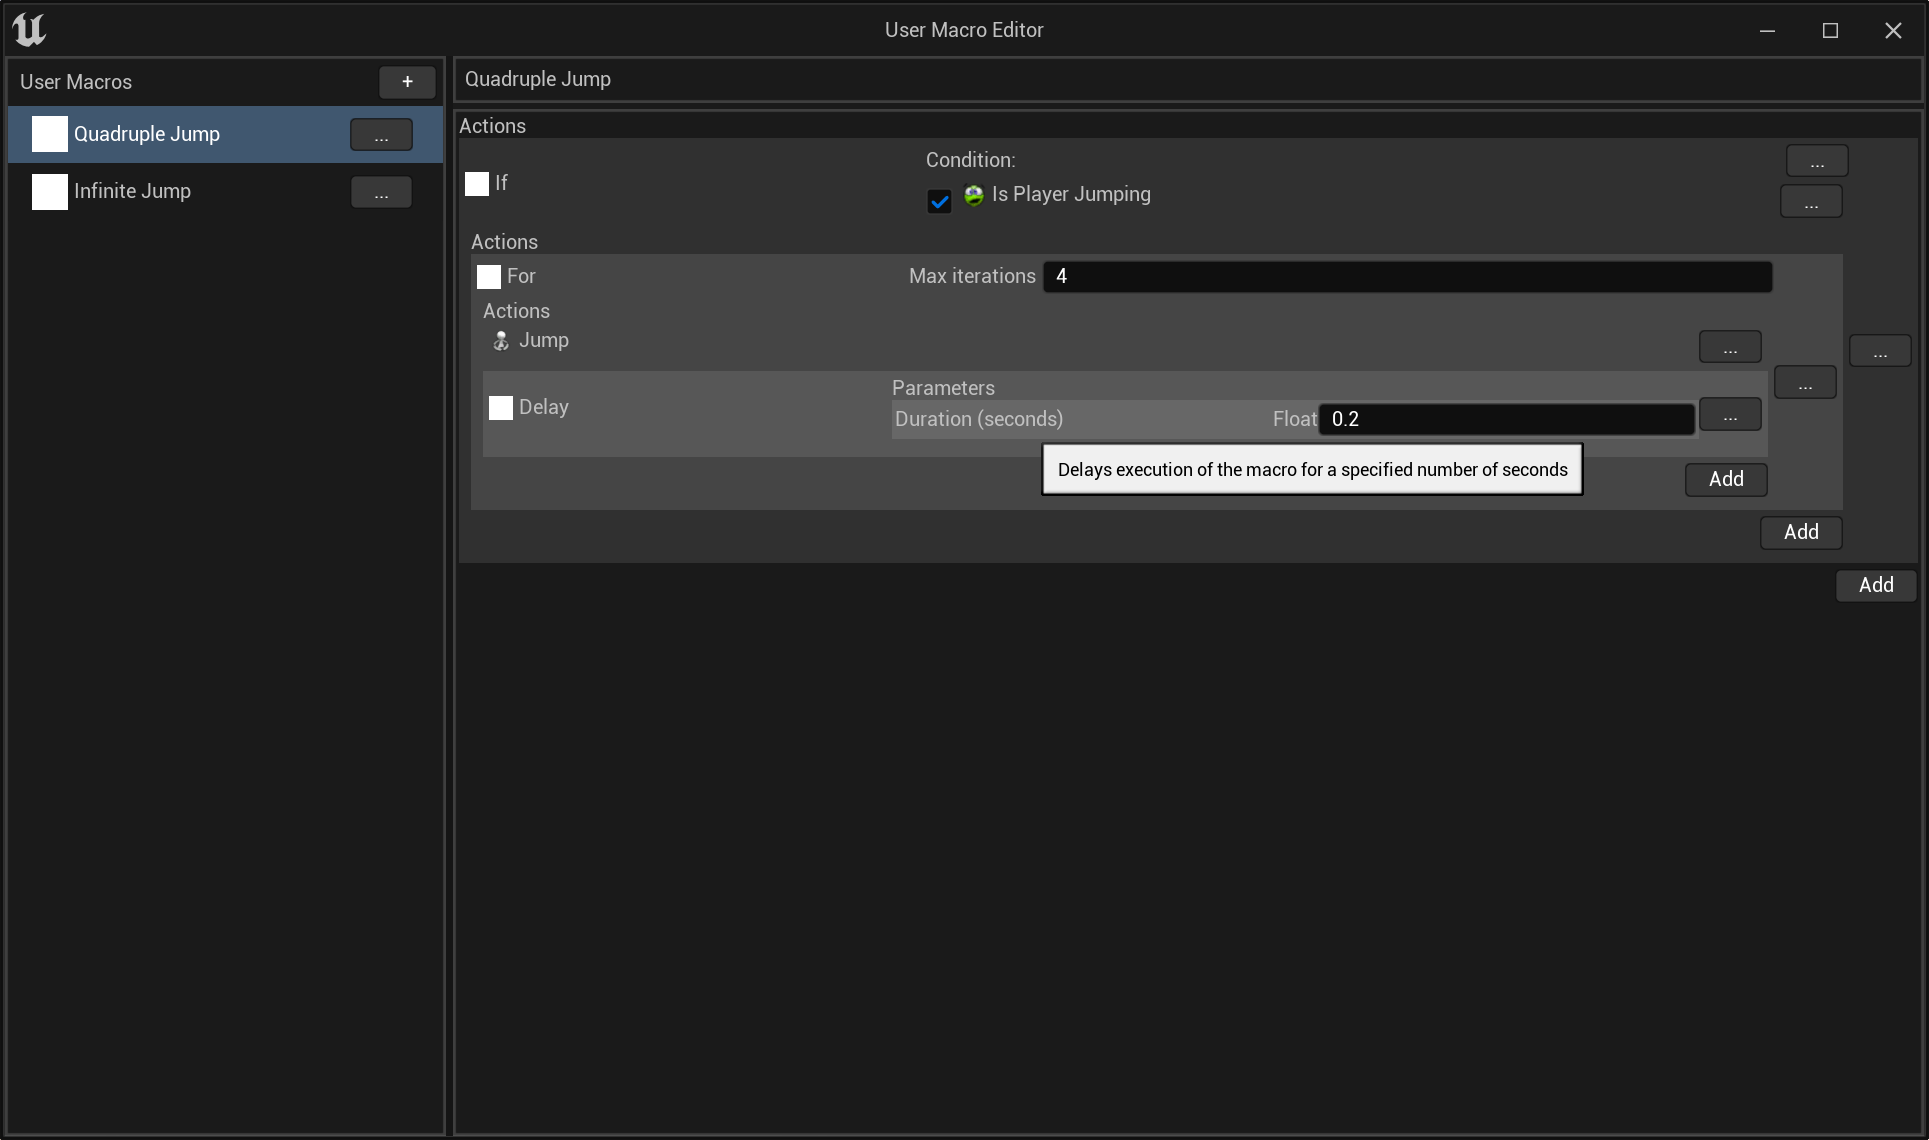 User Macro Editor
User Macros
+
Quadruple Jump
...
Infinite Jump
...
Quadruple Jump
Actions
If
Condition:
...
Is Player Jumping
...
Actions
For
Max iterations 4
Actions
Jump
...
...
...
Delay
Parameters
Duration (seconds) Float 0.2
...
Delays execution of the macro for a specified number of seconds
Add
Add
Add